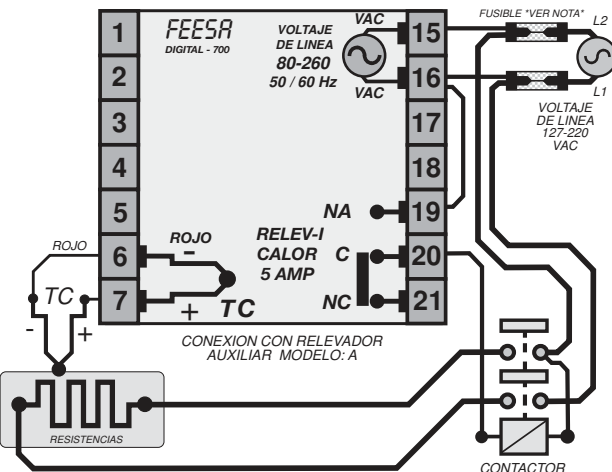 FUSIBLE *VER NOTA*
L2
L1
VOLTAJE
DE LINEA
127-220
VAC
1
2
3
4
5
6
7
FEESA
DIGITAL - 700
VOLTAJE
DE LINEA
80-260
50 / 60 Hz
VAC
VAC
15
16
17
18
19
20
21
NA
C
NC
RELEV-I
CALOR
5 AMP
ROJO
-
+
TC
ROJO
TC
-
+
CONEXION CON RELEVADOR
AUXILIAR MODELO: A
RESISTENCIAS
CONTACTOR